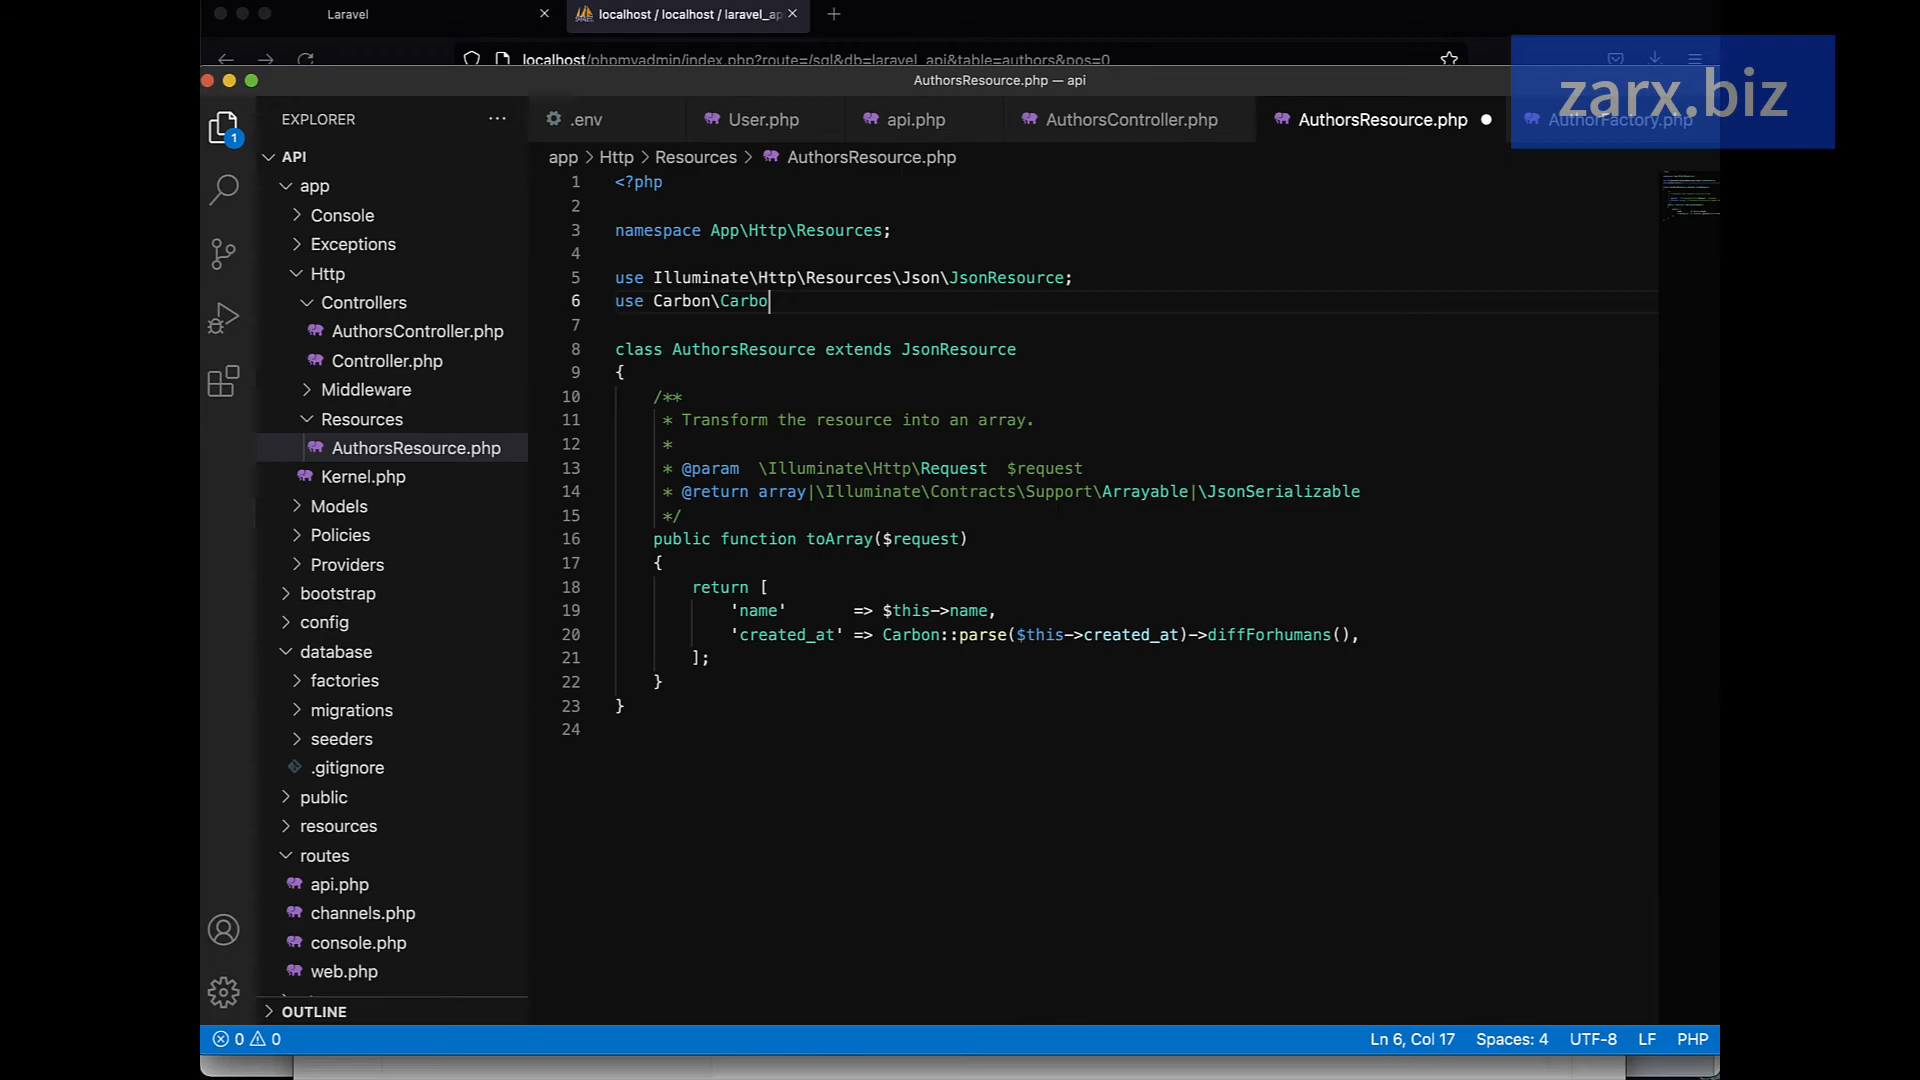 Laravel
localhost / localhost / laravel_ap
localhost/phpmyadmin/index.php?route=/sql&db=laravel_api&table=authors&pos=0
AuthorsResource.php — api
zarx.biz
EXPLORER
.env
User.php
api.php
AuthorsController.php
AuthorsResource.php
AuthorFactory.php
1
app > Http > Resources > AuthorsResource.php
API
app
Console
Exceptions
Http
Controllers
AuthorsController.php
Controller.php
Middleware
Resources
AuthorsResource.php
Kernel.php
Models
Policies
Providers
bootstrap
config
database
factories
migrations
seeders
.gitignore
public
resources
routes
api.php
channels.php
console.php
web.php
OUTLINE
1 <?php
2
3 namespace App\Http\Resources;
4
5 use Illuminate\Http\Resources\Json\JsonResource;
6 use Carbon\Carbo
7
8 class AuthorsResource extends JsonResource
9 {
10 /**
11 * Transform the resource into an array.
12 *
13 * @param  \Illuminate\Http\Request  $request
14 * @return array|\Illuminate\Contracts\Support\Arrayable|\JsonSerializable
15 */
16 public function toArray($request)
17 {
18 return [
19 'name'       => $this->name,
20 'created_at' => Carbon::parse($this->created_at)->diffForhumans(),
21 ];
22 }
23 }
24
0 0
Ln 6, Col 17
Spaces: 4
UTF-8
LF
PHP